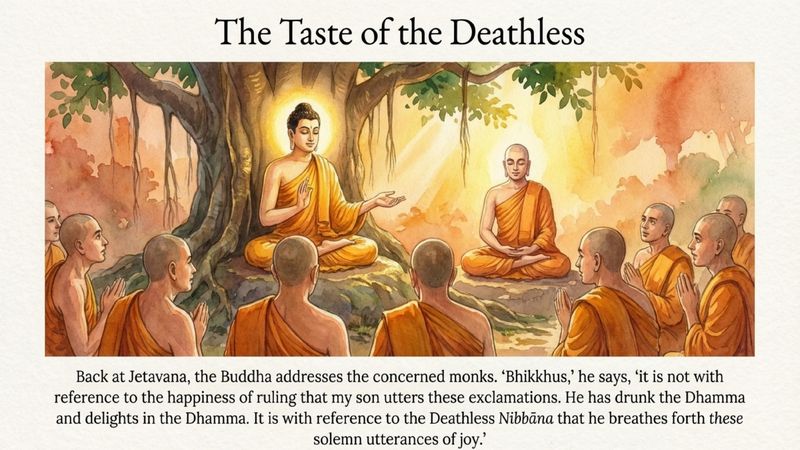 The Taste of the Deathless
Back at Jetavana, the Buddha addresses the concerned monks. ‘Bhikkhus,’ he says, ‘it is not with
reference to the happiness of ruling that my son utters these exclamations. He has drunk the Dhamma
and delights in the Dhamma. It is with reference to the Deathless Nibbāna that he breathes forth these
solemn utterances of joy.’